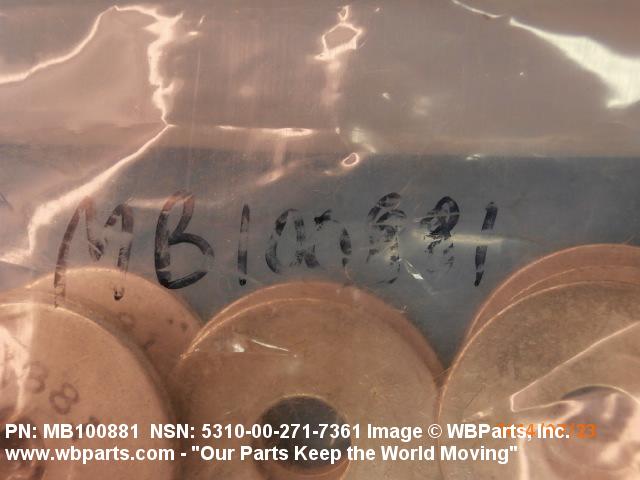 MB100881
PN: MB100881 NSN: 5310-00-271-7361 Image © WBParts, Inc.
www.wbparts.com - "Our Parts Keep the World Moving"